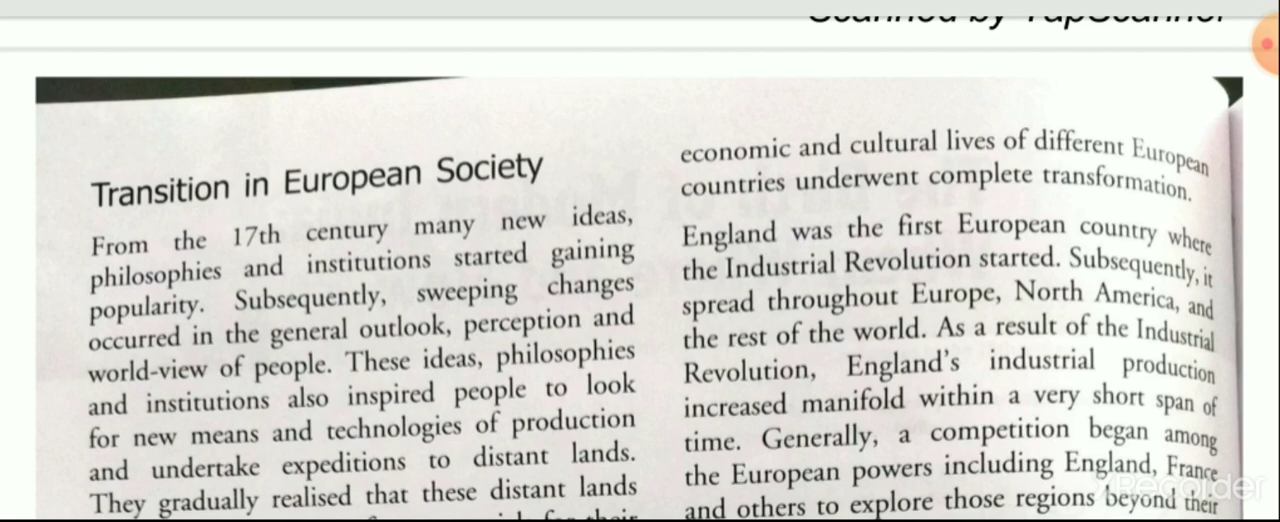 Scanned by TapScanner
Transition in European Society
From the 17th century many new ideas,
philosophies and institutions started gaining
popularity. Subsequently, sweeping changes
occurred in the general outlook, perception and
world-view of people. These ideas, philosophies
and institutions also inspired people to look
for new means and technologies of production
and undertake expeditions to distant lands.
They gradually realised that these distant lands
for their
economic and cultural lives of different European
countries underwent complete transformation.
England was the first European country where
the Industrial Revolution started. Subsequently, it
spread throughout Europe, North America, and
the rest of the world. As a result of the Industrial
Revolution, England's industrial production
increased manifold within a very short span of
time. Generally, a competition began among
the European powers including England, France
and others to explore those regions beyond their
XRecorder